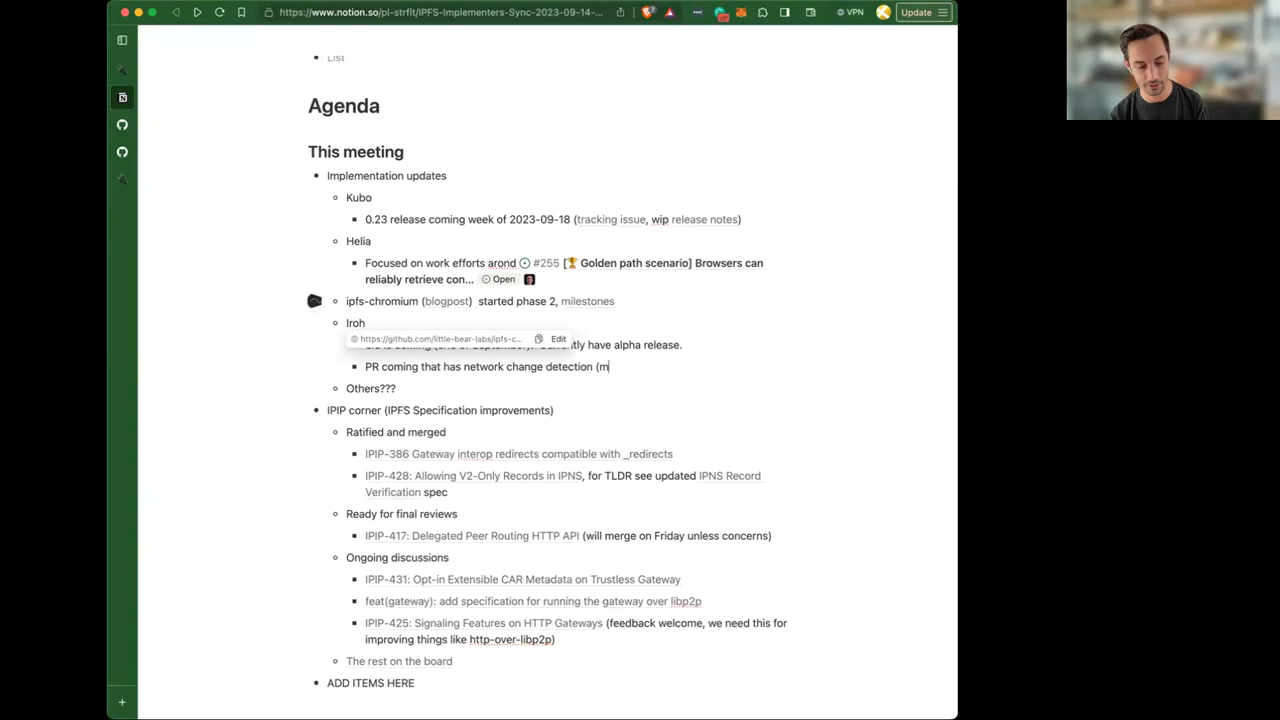 https://www.notion.so/pl-strflt/IPFS-Implementers-Sync-2023-09-14-...
VPN
Update
List
Agenda
This meeting
Implementation updates
Kubo
0.23 release coming week of 2023-09-18 (tracking issue, wip release notes)
Helia
Focused on work efforts arond #255 [🏆 Golden path scenario] Browsers can
reliably retrieve con... Open
ipfs-chromium (blogpost) started phase 2, milestones
Iroh
https://github.com/little-bear-labs/ipfs-c... Edit
have alpha release.
PR coming that has network change detection (m
Others???
IPIP corner (IPFS Specification improvements)
Ratified and merged
IPIP-386 Gateway interop redirects compatible with _redirects
IPIP-428: Allowing V2-Only Records in IPNS, for TLDR see updated IPNS Record
Verification spec
Ready for final reviews
IPIP-417: Delegated Peer Routing HTTP API (will merge on Friday unless concerns)
Ongoing discussions
IPIP-431: Opt-in Extensible CAR Metadata on Trustless Gateway
feat(gateway): add specification for running the gateway over libp2p
IPIP-425: Signaling Features on HTTP Gateways (feedback welcome, we need this for
improving things like http-over-libp2p)
The rest on the board
ADD ITEMS HERE